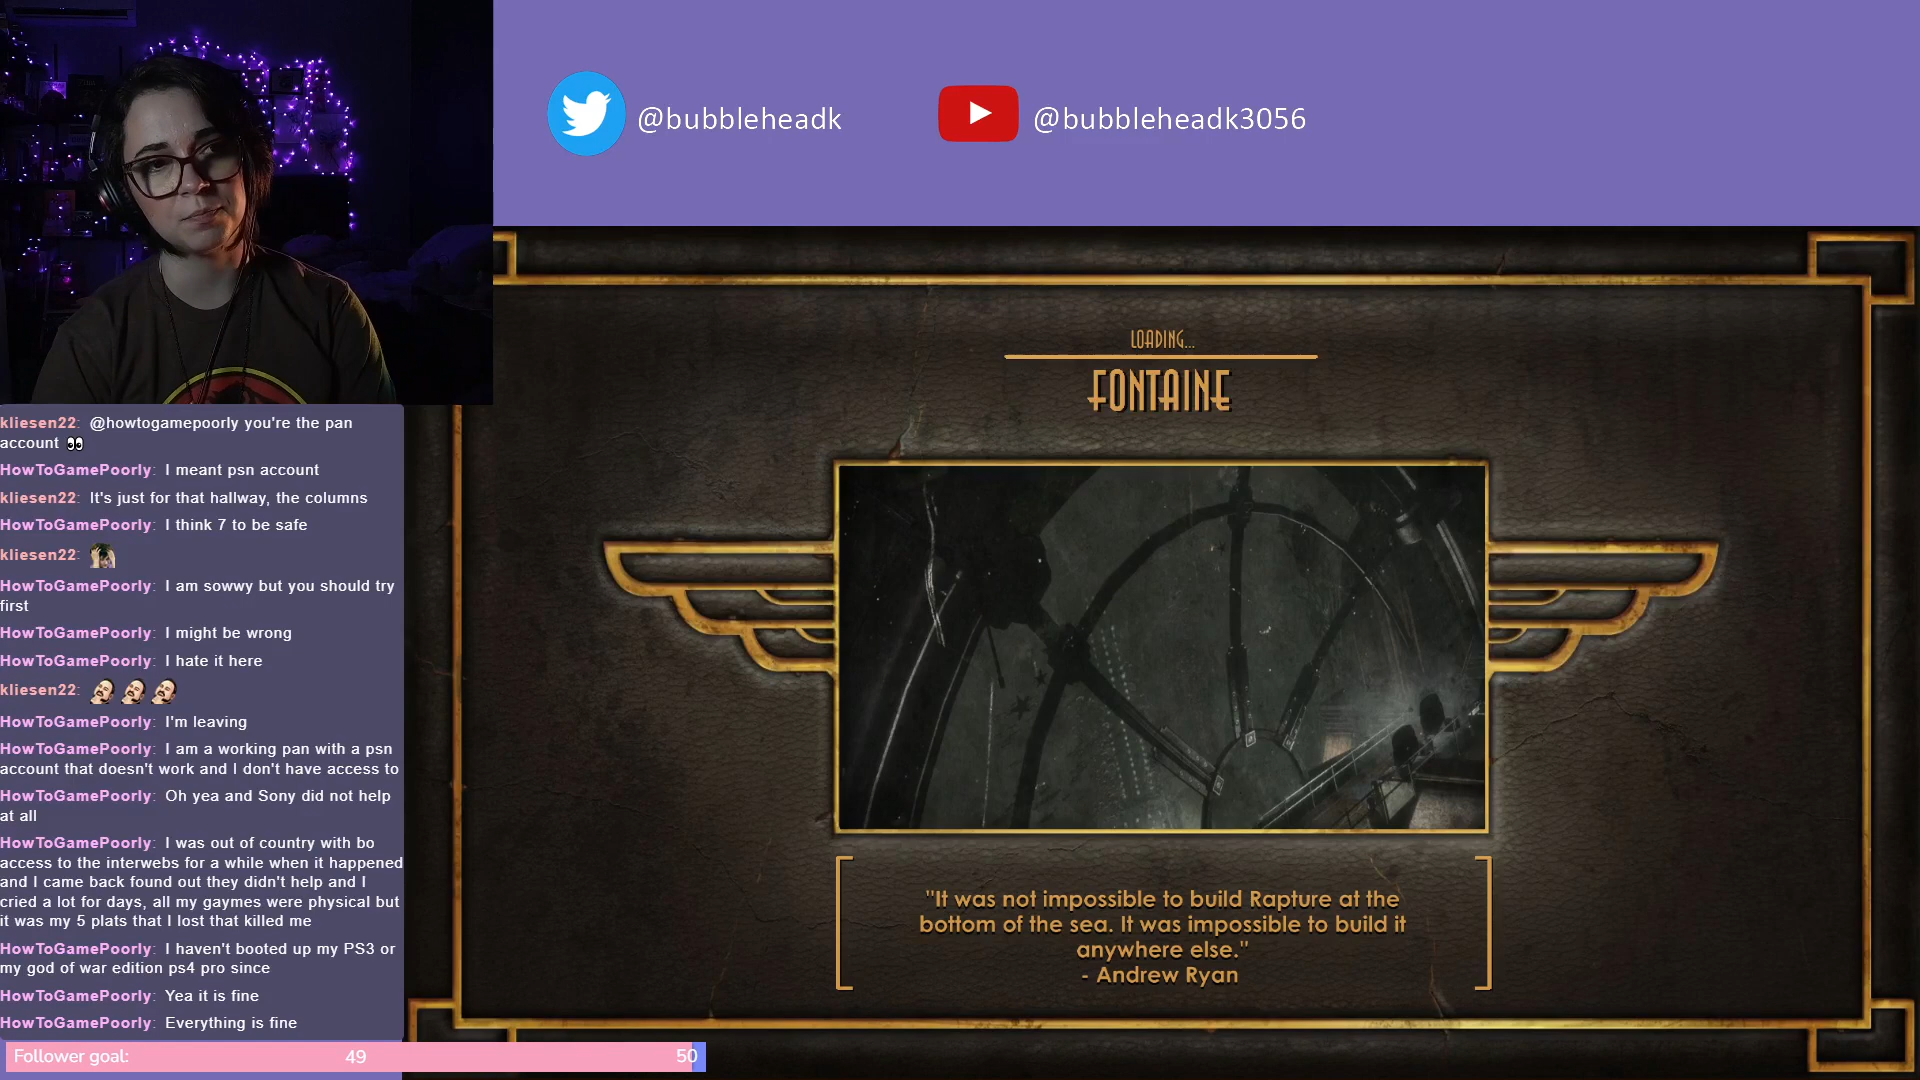 @bubbleheadk
@bubbleheadk3056
LOADING...
FONTAINE
"It was not impossible to build Rapture at the
bottom of the sea. It was impossible to build it
anywhere else."
- Andrew Ryan
kliesen22: @howtogamepoorly you're the pan
account 👀
HowToGamePoorly: I meant psn account
kliesen22: It's just for that hallway, the columns
HowToGamePoorly: I think 7 to be safe
kliesen22:
HowToGamePoorly: I am sowwy but you should try
first
HowToGamePoorly: I might be wrong
HowToGamePoorly: I hate it here
kliesen22:
HowToGamePoorly: I'm leaving
HowToGamePoorly: I am a working pan with a psn
account that doesn't work and I don't have access to
HowToGamePoorly: Oh yea and Sony did not help
at all
HowToGamePoorly: I was out of country with bo
access to the interwebs for a while when it happened
and I came back found out they didn't help and I
cried a lot for days, all my gaymes were physical but
it was my 5 plats that I lost that killed me
HowToGamePoorly: I haven't booted up my PS3 or
my god of war edition ps4 pro since
HowToGamePoorly: Yea it is fine
HowToGamePoorly: Everything is fine
Follower goal: 49 50